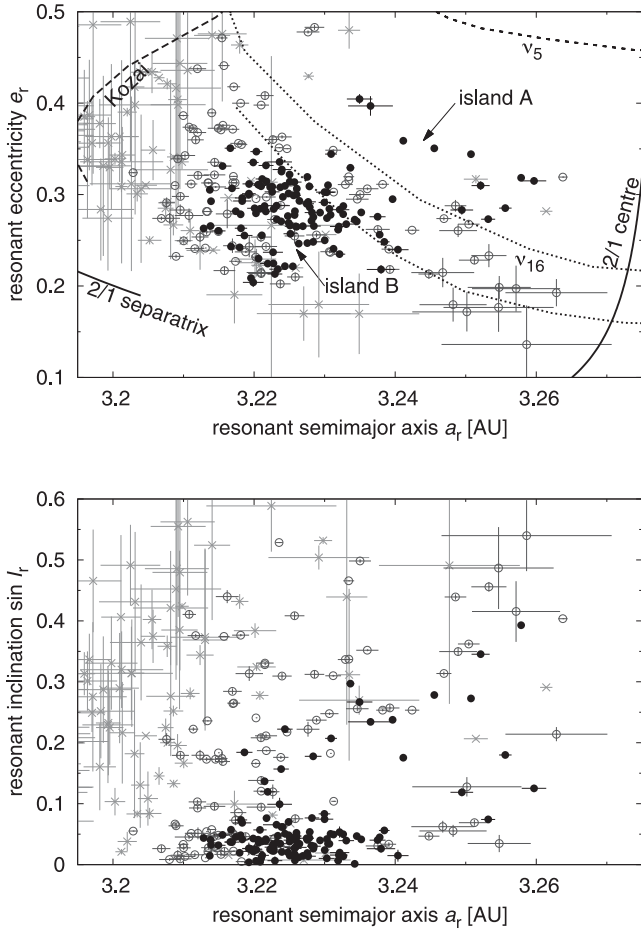 0.5
0.4
0.3
0.2
0.1
resonant eccentricity eᵣ
Kozai
ν₅
island A
island B
ν₁₆
2/1 centre
2/1 separatrix
3.2
3.22
3.24
3.26
resonant semimajor axis aᵣ [AU]
0.6
0.5
0.4
0.3
0.2
0.1
0
resonant inclination sin Iᵣ
3.2
3.22
3.24
3.26
resonant semimajor axis aᵣ [AU]